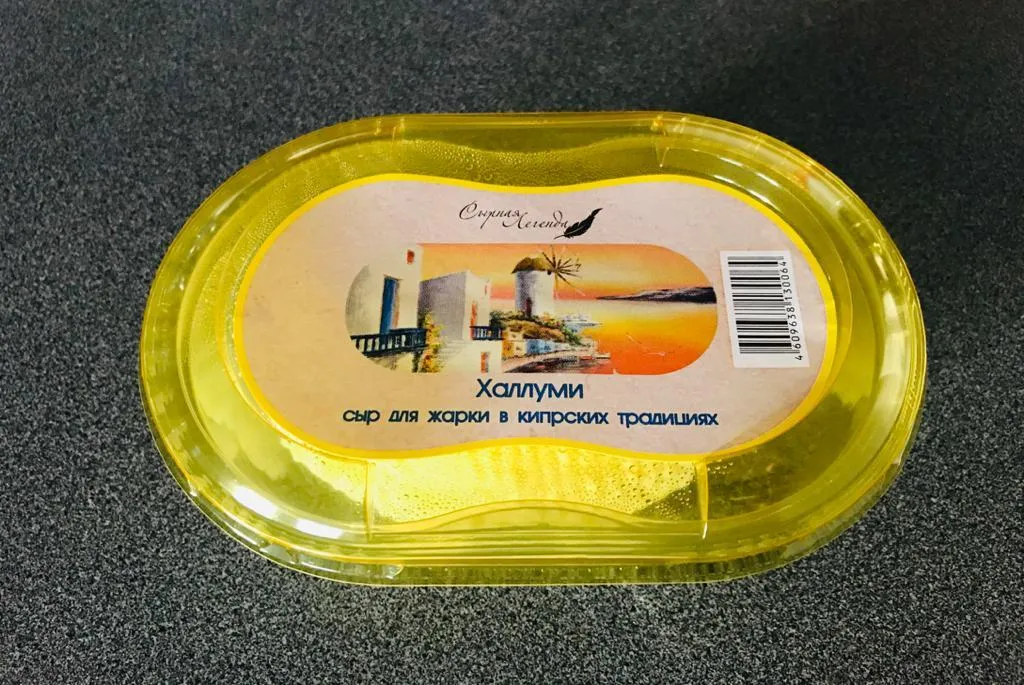 Сырная
Легенда
Халлуми
сыр для жарки в кипрских традициях
4 609638 130064